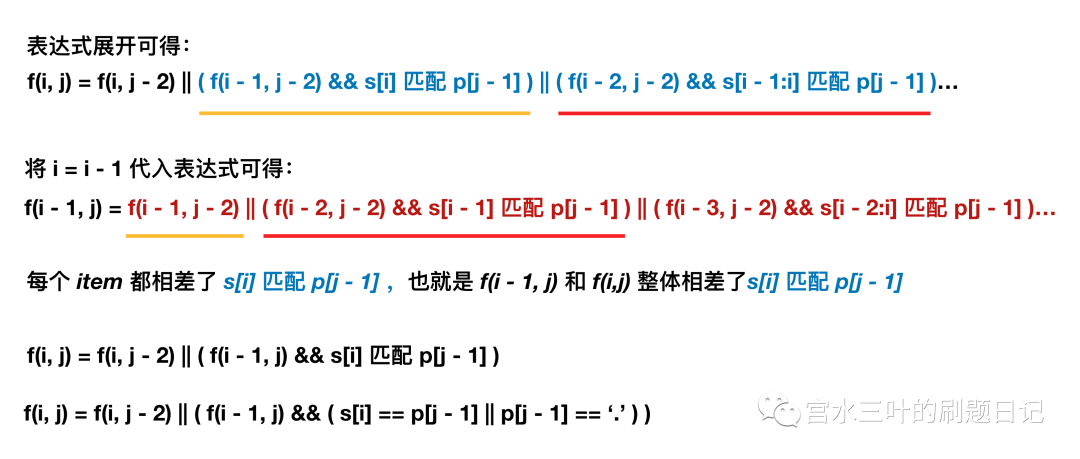 表达式展开可得：
f(i, j) = f(i, j - 2) || ( f(i - 1, j - 2) && s[i] 匹配 p[j - 1] ) || ( f(i - 2, j - 2) && s[i - 1:i] 匹配 p[j - 1] )...
将 i = i - 1 代入表达式可得：
f(i - 1, j) = f(i - 1, j - 2) || ( f(i - 2, j - 2) && s[i - 1] 匹配 p[j - 1] ) || ( f(i - 3, j - 2) && s[i - 2:i] 匹配 p[j - 1] )...
每个 item 都相差了 s[i] 匹配 p[j - 1] ，也就是 f(i - 1, j) 和 f(i,j) 整体相差了s[i] 匹配 p[j - 1]
f(i, j) = f(i, j - 2) || ( f(i - 1, j) && s[i] 匹配 p[j - 1] )
f(i, j) = f(i, j - 2) || ( f(i - 1, j) && ( s[i] == p[j - 1] || p[j - 1] == ‘.’ ) )
宫水三叶的刷题日记